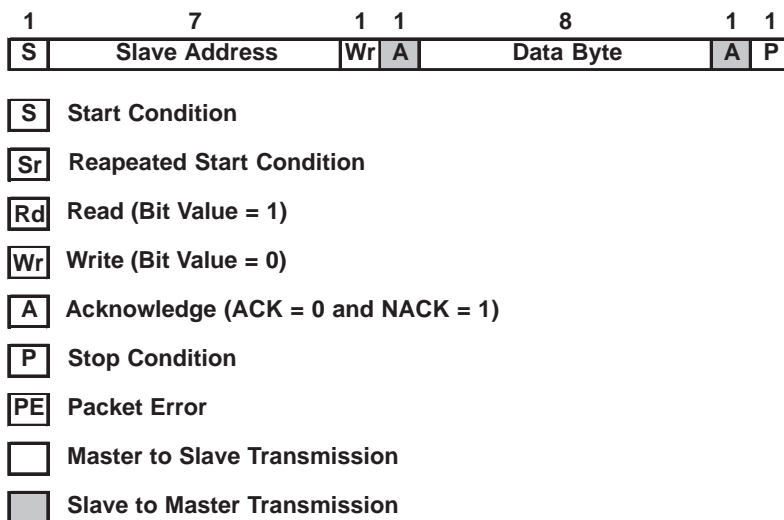 1 7 1 1 8 1 1
S Slave Address Wr A Data Byte A P
S Start Condition
Sr Reapeated Start Condition
Rd Read (Bit Value = 1)
Wr Write (Bit Value = 0)
A Acknowledge (ACK = 0 and NACK = 1)
P Stop Condition
PE Packet Error
Master to Slave Transmission
Slave to Master Transmission